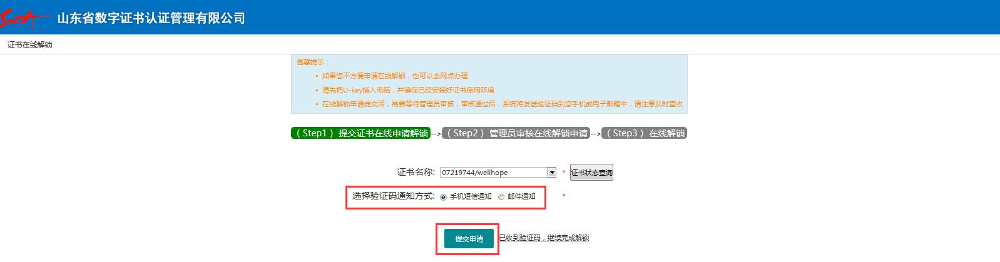 山东省数字证书认证管理有限公司
证书在线解锁
温馨提示：
• 如果您不方便申请在线解锁，也可以去网点办理
• 请先把U-key插入电脑，并确保已经安装好证书使用环境
• 在线解锁申请提交后，需要等待管理员审核，审核通过后，系统将发送验证码到您手机或电子邮箱中，请注意及时查收
（Step1） 提交证书在线申请解锁-->（Step2） 管理员审核在线解锁申请-->（Step3） 在线解锁
证书名称: 07219744/wellhope * 证书状态查询
选择验证码通知方式: 手机短信通知 邮件通知 *
提交申请 已收到验证码，继续完成解锁